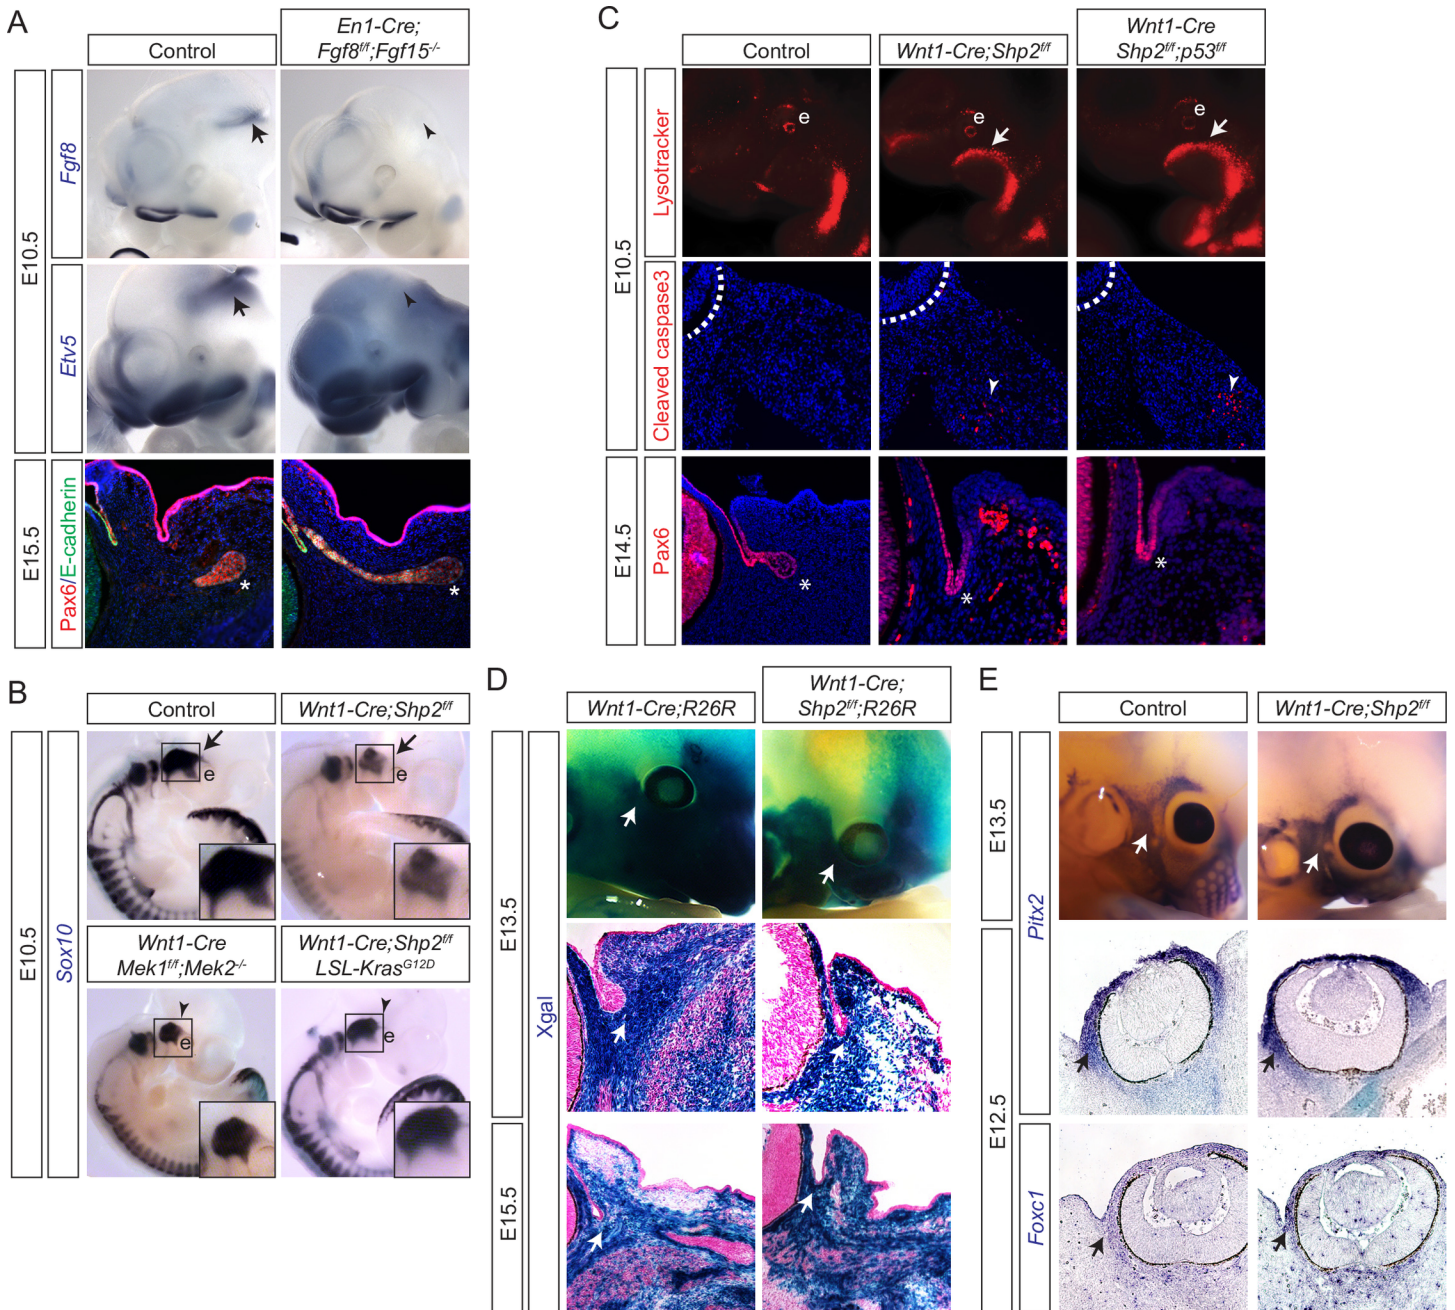 A
Control
En1-Cre;
Fgf8f/f;Fgf15-/-
E10.5
Fgf8
Etv5
E15.5
Pax6/E-cadherin
*
*
B
Control
Wnt1-Cre;Shp2f/f
E10.5
Sox10
e
Wnt1-Cre
Mek1f/f;Mek2-/-
Wnt1-Cre;Shp2f/f
LSL-KrasG12D
e
C
Control
Wnt1-Cre;Shp2f/f
Wnt1-Cre
Shp2f/f;p53f/f
E10.5
Lysotracker
e
e
e
Cleaved caspase3
E14.5
Pax6
*
*
*
D
Wnt1-Cre;R26R
Wnt1-Cre;
Shp2f/f;R26R
E13.5
Xgal
E15.5
E
Control
Wnt1-Cre;Shp2f/f
E13.5
Pitx2
E12.5
Foxc1